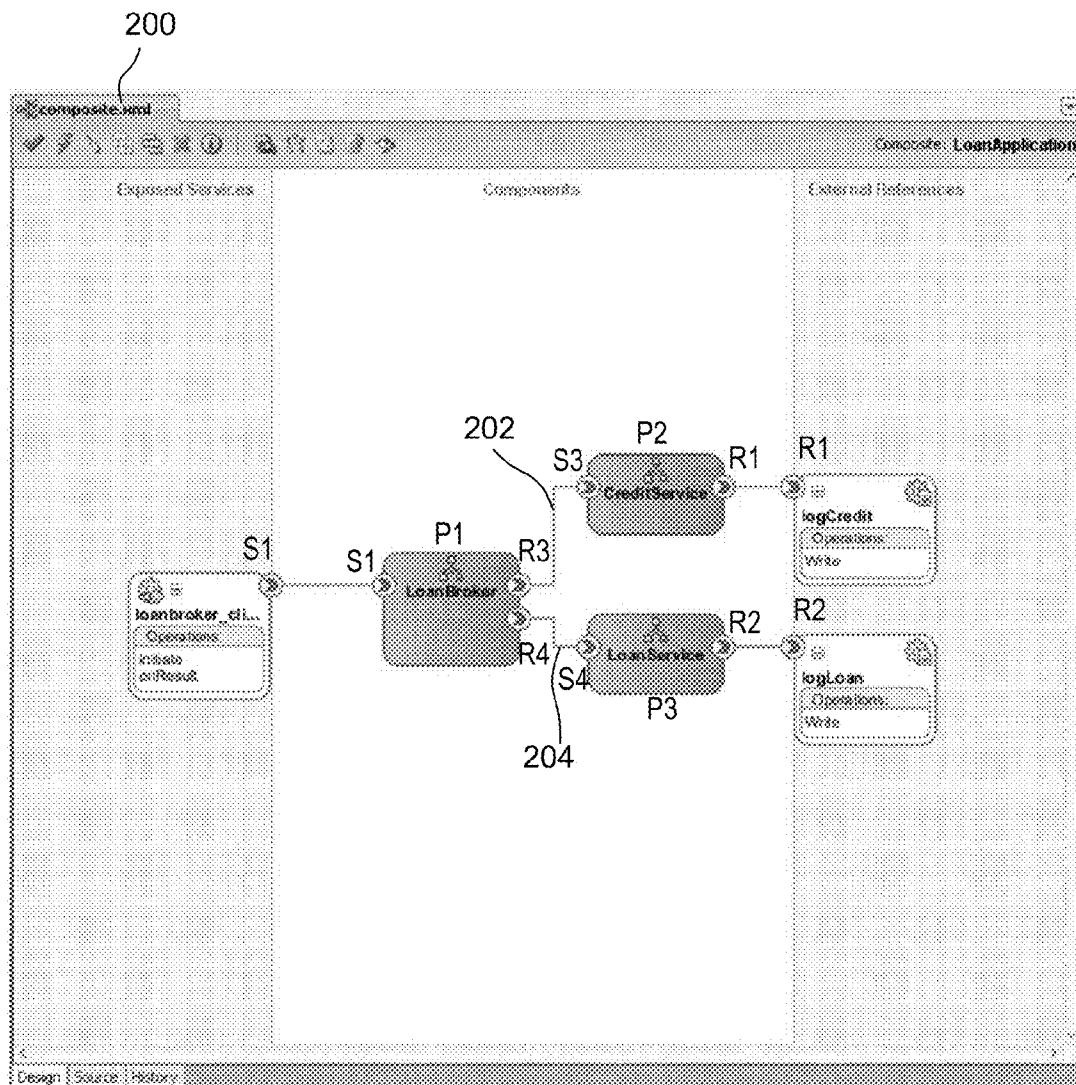 200
composite.xml
Composite: LoanApplication
Exposed Services
Components
External References
202
P2
S3
R1
R1
CreditService
logCredit
Operations:
Write
P1
S1
S1
R3
LoanBroker
loanbroker_cli...
Operations:
initiate
onResult
R2
R2
R4
S4
LoanService
P3
logLoan
Operations:
Write
204
Design Source History